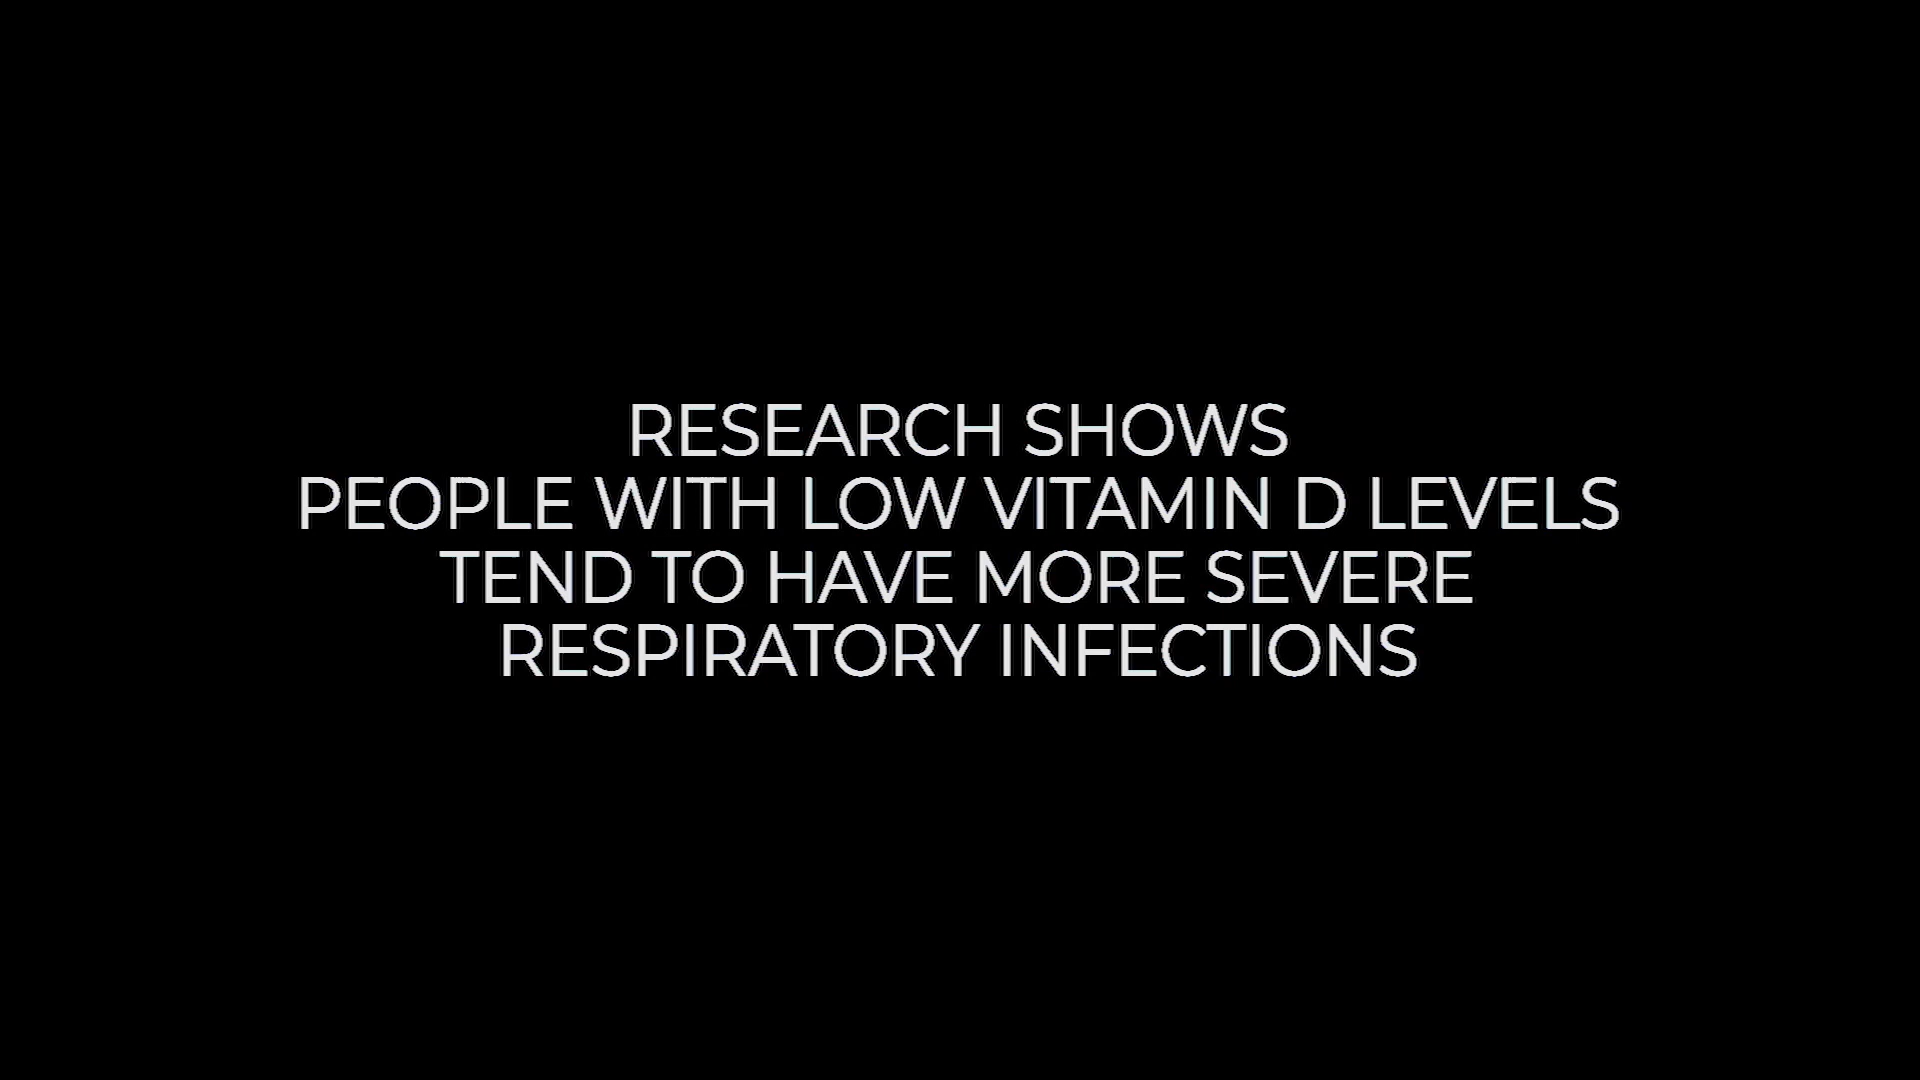 RESEARCH SHOWS
PEOPLE WITH LOW VITAMIN D LEVELS
TEND TO HAVE MORE SEVERE
RESPIRATORY INFECTIONS